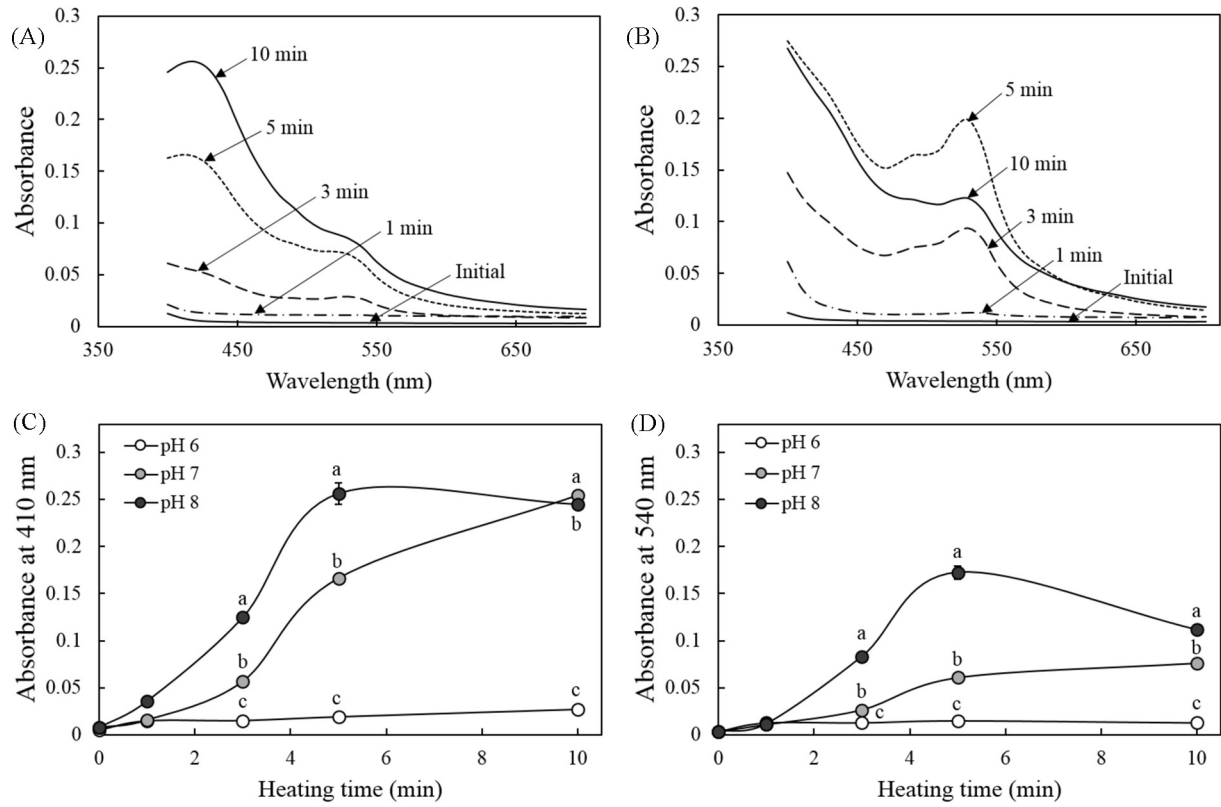 (A)
0.3
0.25
0.2
0.15
0.1
0.05
0
Absorbance
10 min
5 min
3 min
1 min
Initial
350 450 550 650
Wavelength (nm)
(B)
0.3
0.25
0.2
0.15
0.1
0.05
0
Absorbance
5 min
10 min
3 min
1 min
Initial
350 450 550 650
Wavelength (nm)
(C)
0.3
0.25
0.2
0.15
0.1
0.05
0
Absorbance at 410 nm
pH 6
pH 7
pH 8
a
a
b
b
a
b
c
c
c
0 2 4 6 8 10
Heating time (min)
(D)
0.3
0.25
0.2
0.15
0.1
0.05
0
Absorbance at 540 nm
pH 6
pH 7
pH 8
a
a
a
b
b
b
c
c
c
0 2 4 6 8 10
Heating time (min)